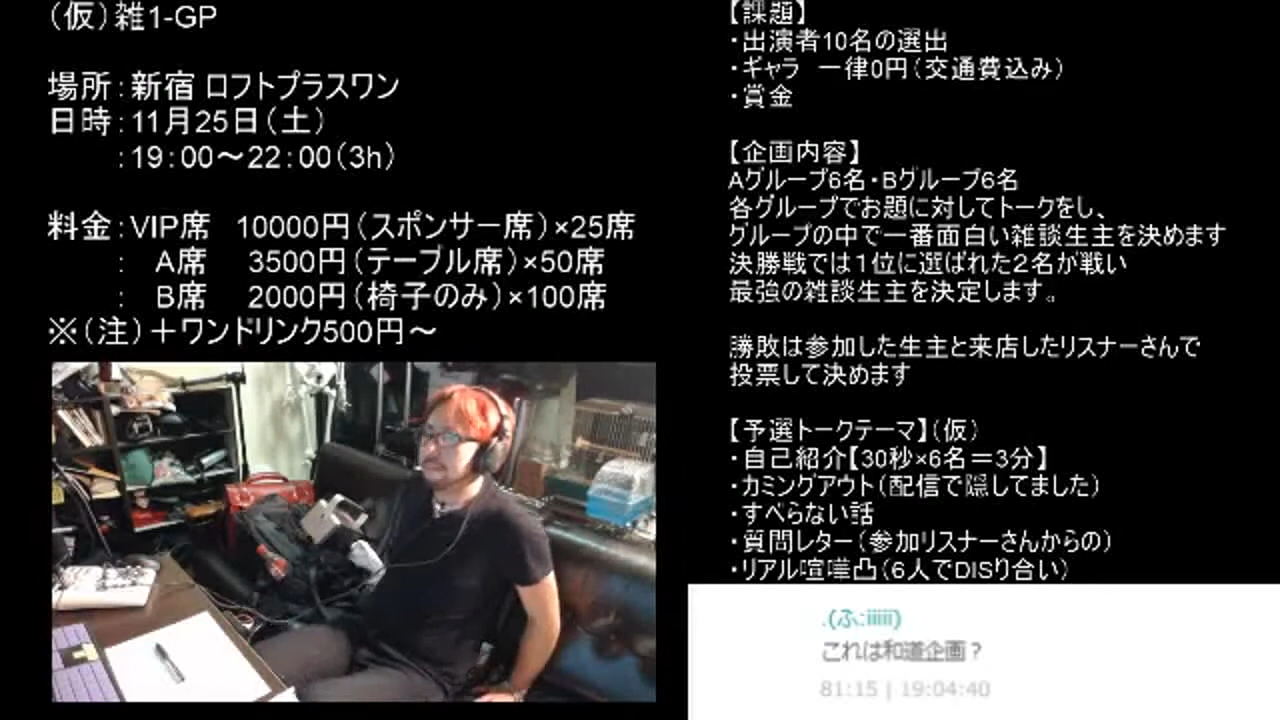 （仮）雑1-GP
場所：新宿 ロフトプラスワン
日時：11月25日（土）
：19：00～22：00（3h）
料金：VIP席 10000円（スポンサー席）×25席
： A席 3500円（テーブル席）×50席
： B席 2000円（椅子のみ）×100席
※（注）＋ワンドリンク500円～
【課題】
・出演者10名の選出
・ギャラ 一律0円（交通費込み）
・賞金
【企画内容】
Aグループ6名・Bグループ6名
各グループでお題に対してトークをし、
グループの中で一番面白い雑談生主を決めます
決勝戦では１位に選ばれた２名が戦い
最強の雑談生主を決定します。
勝敗は参加した生主と来店したリスナーさんで
投票して決めます
【予選トークテーマ】（仮）
・自己紹介【30秒×6名＝3分】
・カミングアウト（配信で隠してました）
・すべらない話
・質問レター（参加リスナーさんからの）
・リアル喧嘩凸（6人でDISり合い）
.(ふ:iiiii)
これは和道企画？
81:15 | 19:04:40